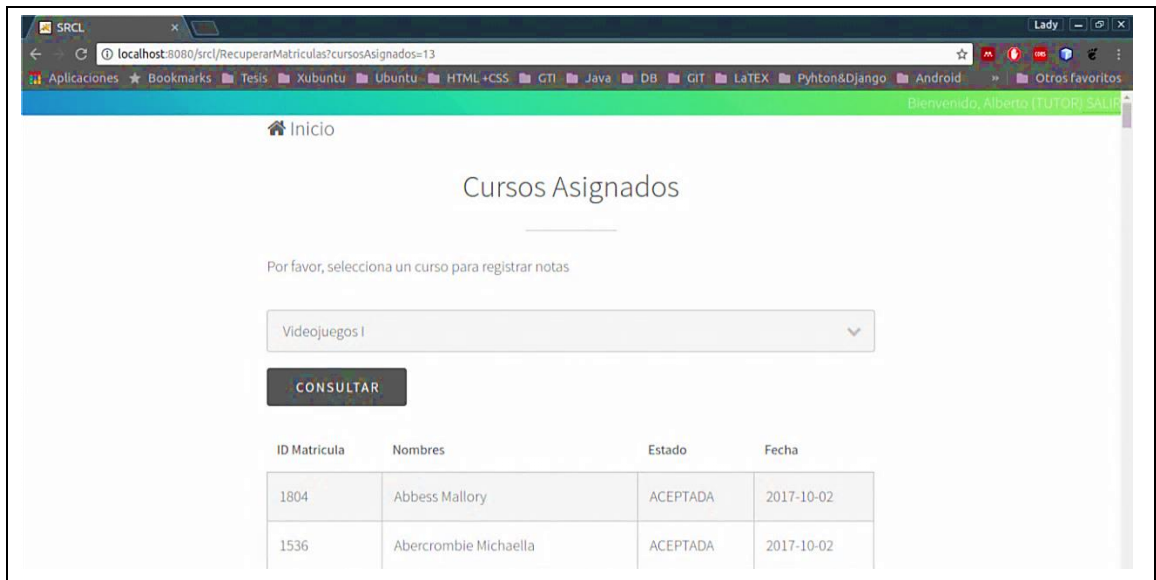 SRCL
Lady
localhost:8080/srcl/RecuperarMatriculas?cursosAsignados=13
Aplicaciones Bookmarks Tesis Xubuntu Ubuntu HTML+CSS GTI Java DB GIT LaTEX Pyhton&Django Android » Otros favoritos
Bienvenido, Alberto (TUTOR) SALIR
Inicio
Cursos Asignados
Por favor, selecciona un curso para registrar notas
Videojuegos I
CONSULTAR
ID Matricula Nombres Estado Fecha
1804 Abbess Mallory ACEPTADA 2017-10-02
1536 Abercrombie Michaella ACEPTADA 2017-10-02